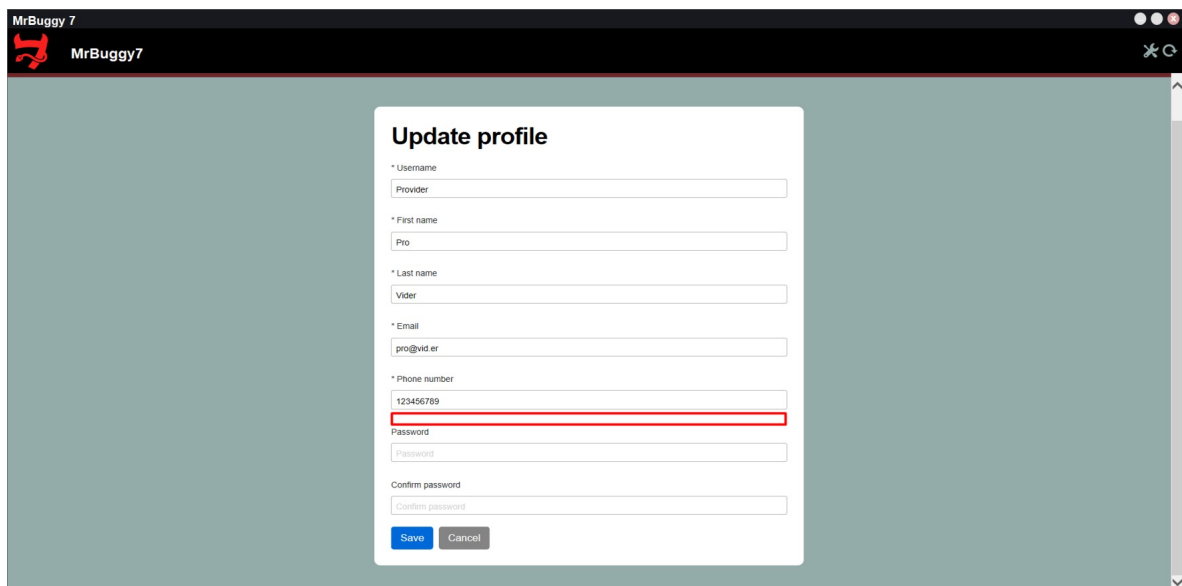 MrBuggy 7
MrBuggy7
Update profile
* Username
Provider
* First name
Pro
* Last name
Vider
* Email
pro@vid.er
* Phone number
123456789
Password
Password
Confirm password
Confirm password
Save Cancel